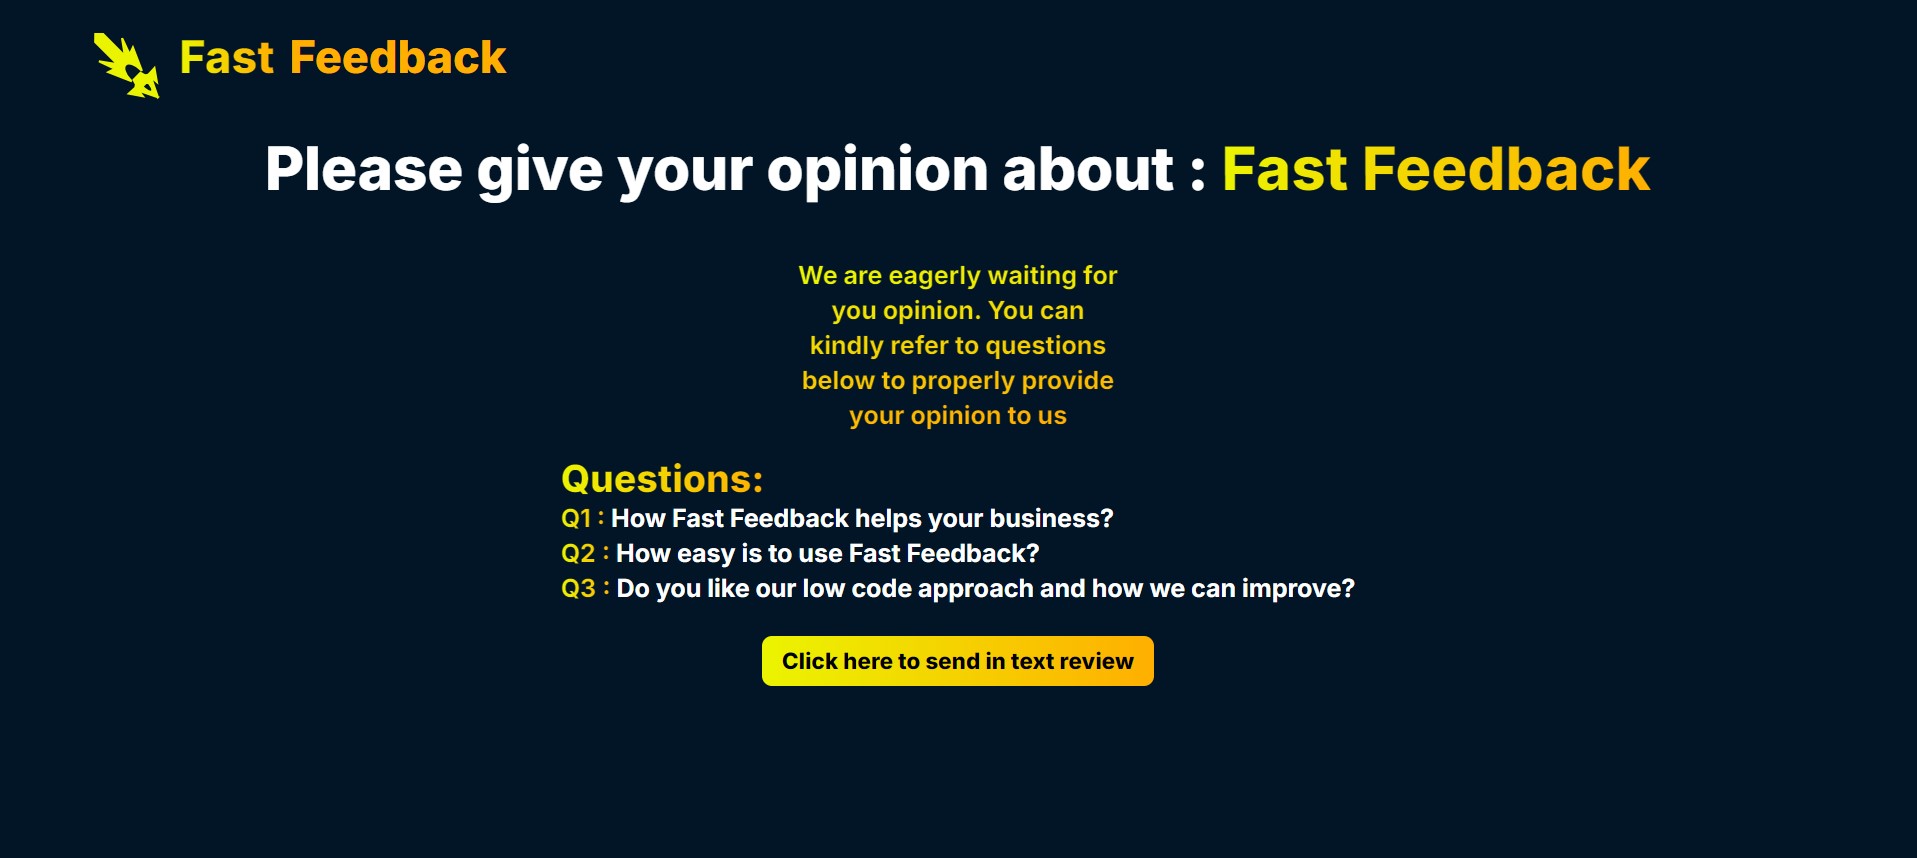 Fast Feedback
Please give your opinion about : Fast Feedback
We are eagerly waiting for
you opinion. You can
kindly refer to questions
below to properly provide
your opinion to us
Questions:
Q1 : How Fast Feedback helps your business?
Q2 : How easy is to use Fast Feedback?
Q3 : Do you like our low code approach and how we can improve?
Click here to send in text review